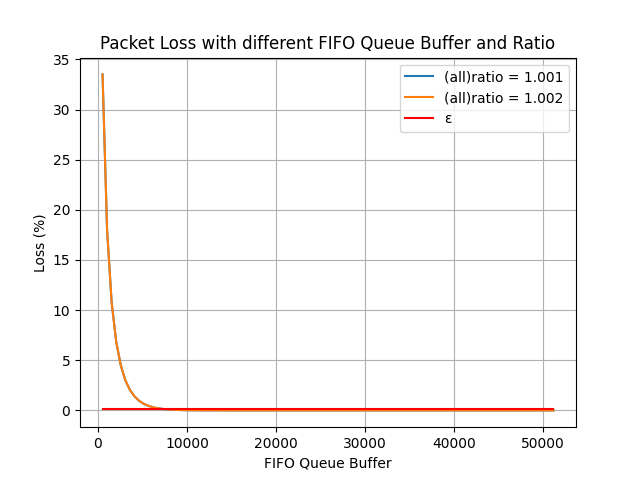 Packet Loss with different FIFO Queue Buffer and Ratio
(all)ratio = 1.001
(all)ratio = 1.002
ε
35
30
25
20
15
10
5
0
Loss (%)
0 10000 20000 30000 40000 50000
FIFO Queue Buffer